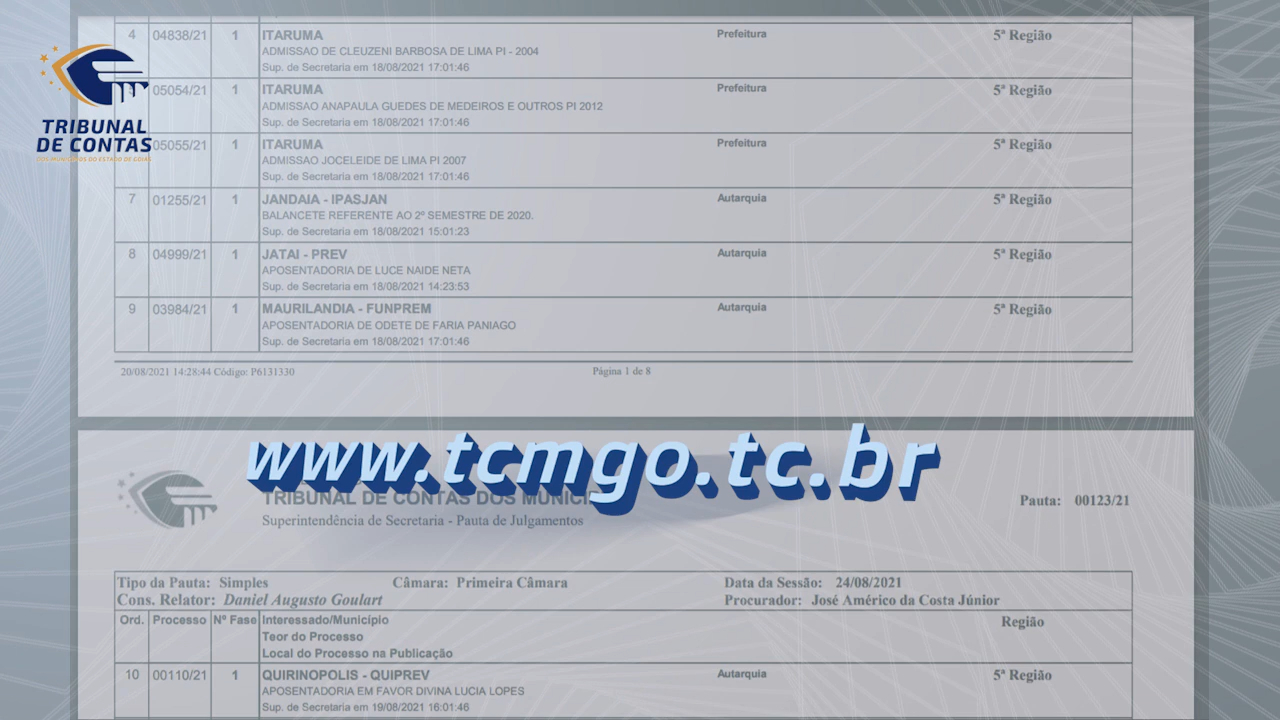 4 04838/21 1 ITARUMA Prefeitura 5ª Região
ADMISSAO DE CLEUZENI BARBOSA DE LIMA PI - 2004
Sup. de Secretaria em 18/08/2021 17:01:46
5 05054/21 1 ITARUMA Prefeitura 5ª Região
ADMISSAO ANAPAULA GUEDES DE MEDEIROS E OUTROS PI 2012
Sup. de Secretaria em 18/08/2021 17:01:46
TRIBUNAL
DE CONTAS
DOS MUNICÍPIOS DO ESTADO DE GOIÁS
05055/21 1 ITARUMA Prefeitura 5ª Região
ADMISSAO JOCELEIDE DE LIMA PI 2007
Sup. de Secretaria em 18/08/2021 17:01:46
7 01255/21 1 JANDAIA - IPASJAN Autarquia 5ª Região
BALANCETE REFERENTE AO 2º SEMESTRE DE 2020.
Sup. de Secretaria em 18/08/2021 15:01:23
8 04999/21 1 JATAI - PREV Autarquia 5ª Região
APOSENTADORIA DE LUCE NAIDE NETA
Sup. de Secretaria em 18/08/2021 14:23:53
9 03984/21 1 MAURILANDIA - FUNPREM Autarquia 5ª Região
APOSENTADORIA DE ODETE DE FARIA PANIAGO
Sup. de Secretaria em 18/08/2021 17:01:46
20/08/2021 14:28:44 Código: P6131330 Página 1 de 8
www.tcmgo.tc.br
TRIBUNAL DE CONTAS DOS MUNICIP
Pauta: 00123/21
Superintendência de Secretaria - Pauta de Julgamentos
Tipo da Pauta: Simples Câmara: Primeira Câmara Data da Sessão: 24/08/2021
Cons. Relator: Daniel Augusto Goulart Procurador: José Américo da Costa Júnior
Ord. Processo Nº Fase Interessado/Município Região
Teor do Processo
Local do Processo na Publicação
10 00110/21 1 QUIRINOPOLIS - QUIPREV Autarquia 5ª Região
APOSENTADORIA EM FAVOR DIVINA LUCIA LOPES
Sup. de Secretaria em 19/08/2021 16:01:46